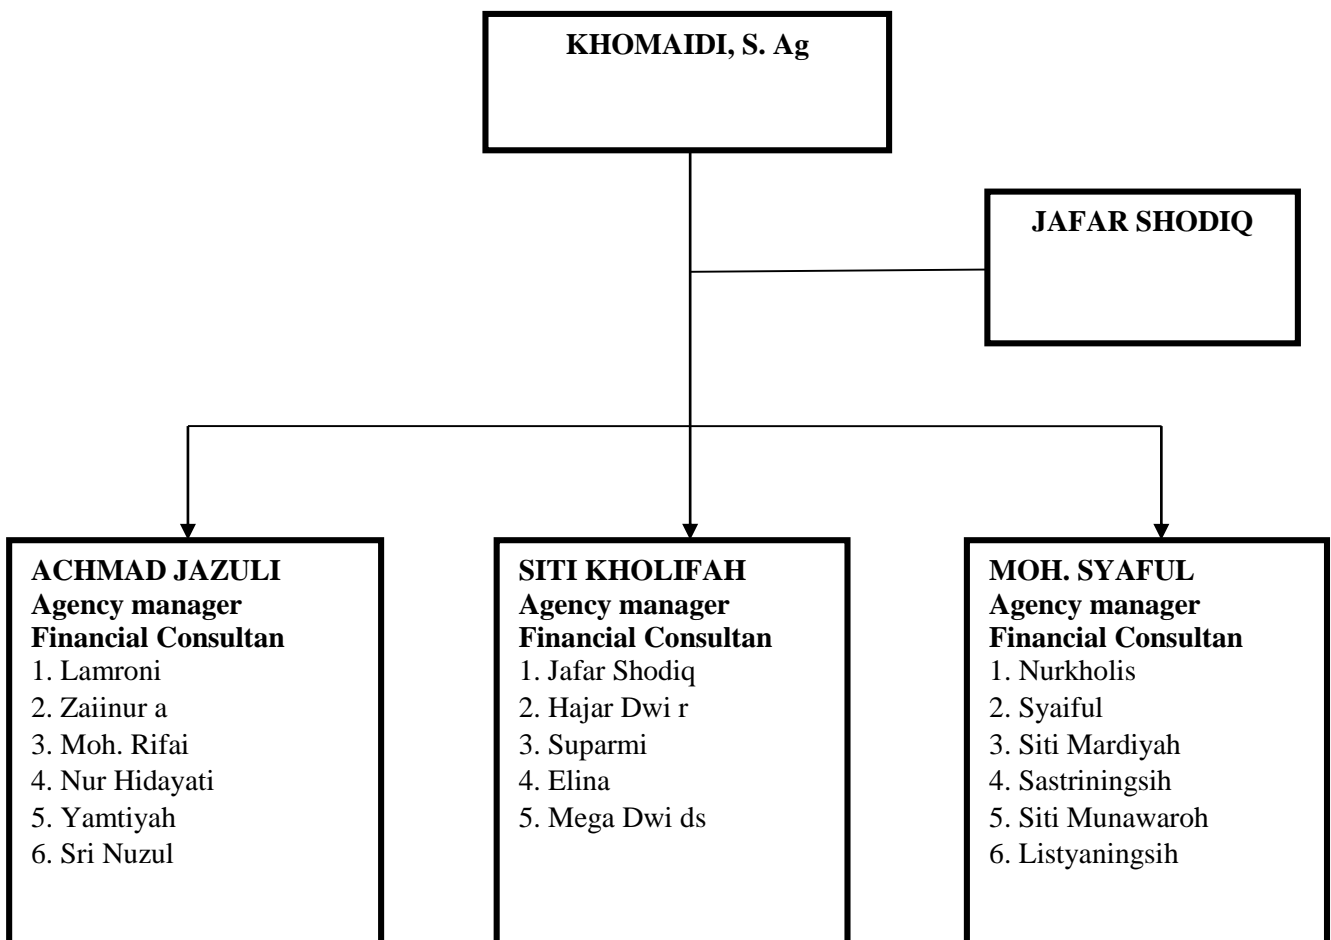 KHOMAIDI, S. Ag
JAFAR SHODIQ
ACHMAD JAZULI
Agency manager
Financial Consultan
1. Lamroni
2. Zaiinur a
3. Moh. Rifai
4. Nur Hidayati
5. Yamtiyah
6. Sri Nuzul
SITI KHOLIFAH
Agency manager
Financial Consultan
1. Jafar Shodiq
2. Hajar Dwi r
3. Suparmi
4. Elina
5. Mega Dwi ds
MOH. SYAFUL
Agency manager
Financial Consultan
1. Nurkholis
2. Syaiful
3. Siti Mardiyah
4. Sastriningsih
5. Siti Munawaroh
6. Listyaningsih